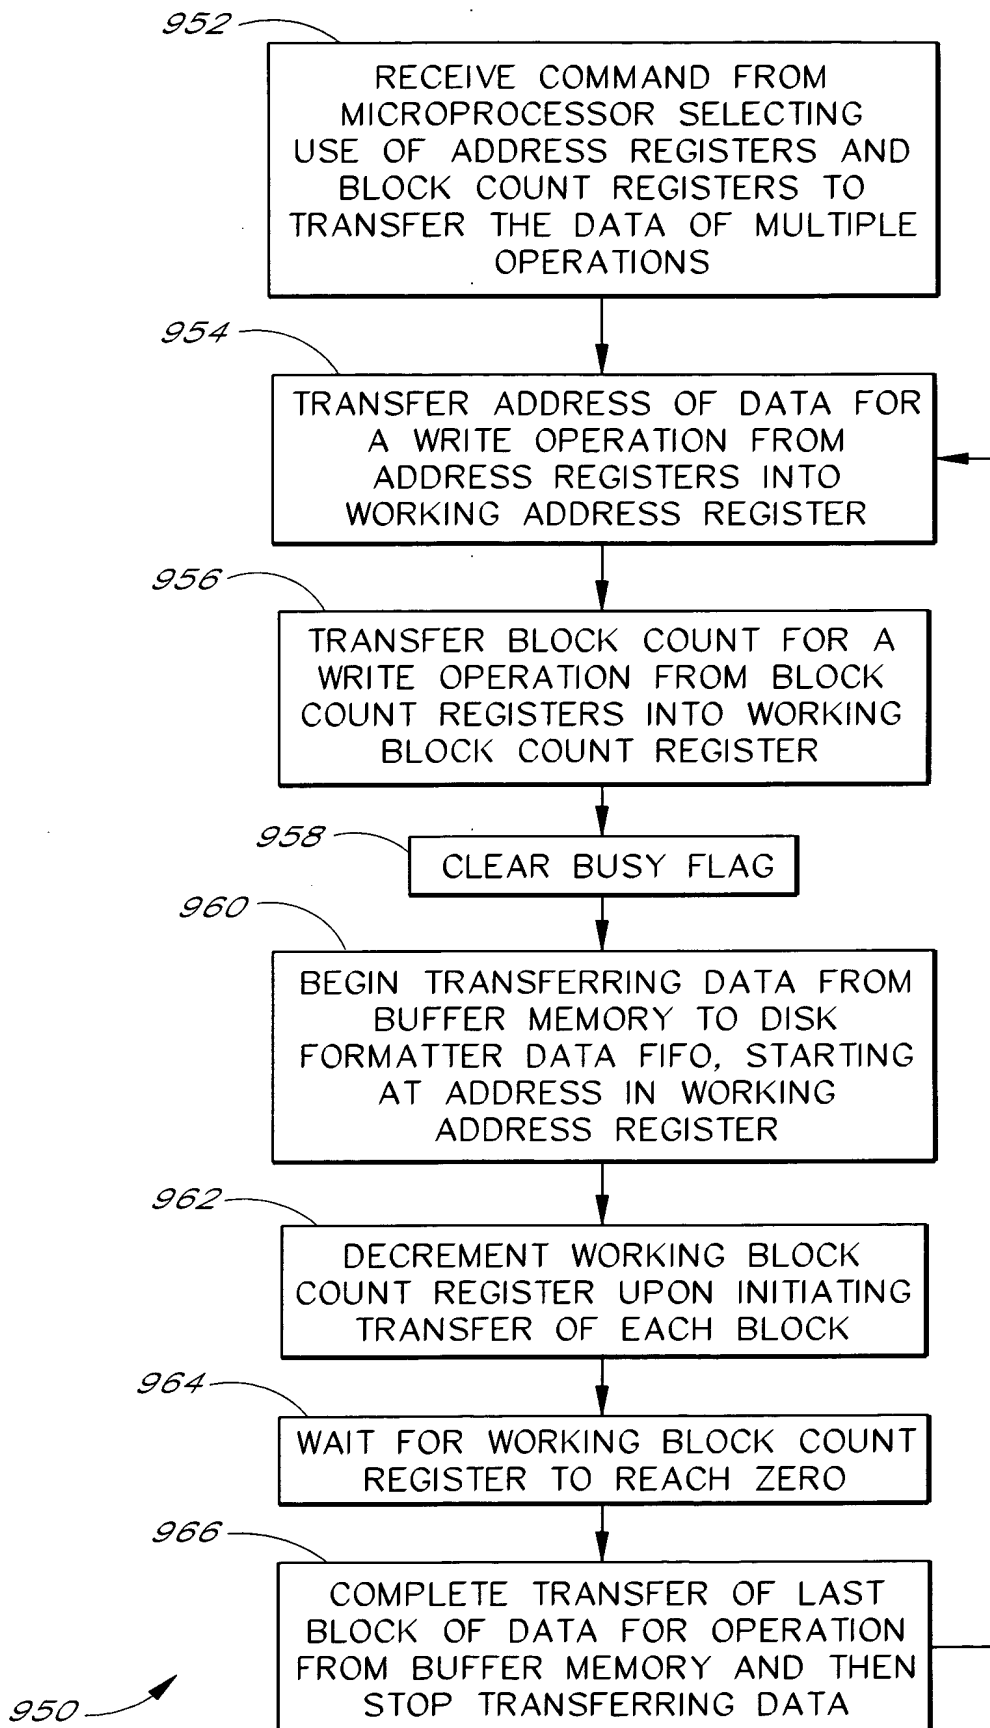 952
RECEIVE COMMAND FROM
MICROPROCESSOR SELECTING
USE OF ADDRESS REGISTERS AND
BLOCK COUNT REGISTERS TO
TRANSFER THE DATA OF MULTIPLE
OPERATIONS
954
TRANSFER ADDRESS OF DATA FOR
A WRITE OPERATION FROM
ADDRESS REGISTERS INTO
WORKING ADDRESS REGISTER
956
TRANSFER BLOCK COUNT FOR A
WRITE OPERATION FROM BLOCK
COUNT REGISTERS INTO WORKING
BLOCK COUNT REGISTER
958
CLEAR BUSY FLAG
960
BEGIN TRANSFERRING DATA FROM
BUFFER MEMORY TO DISK
FORMATTER DATA FIFO, STARTING
AT ADDRESS IN WORKING
ADDRESS REGISTER
962
DECREMENT WORKING BLOCK
COUNT REGISTER UPON INITIATING
TRANSFER OF EACH BLOCK
964
WAIT FOR WORKING BLOCK COUNT
REGISTER TO REACH ZERO
966
COMPLETE TRANSFER OF LAST
BLOCK OF DATA FOR OPERATION
FROM BUFFER MEMORY AND THEN
STOP TRANSFERRING DATA
950